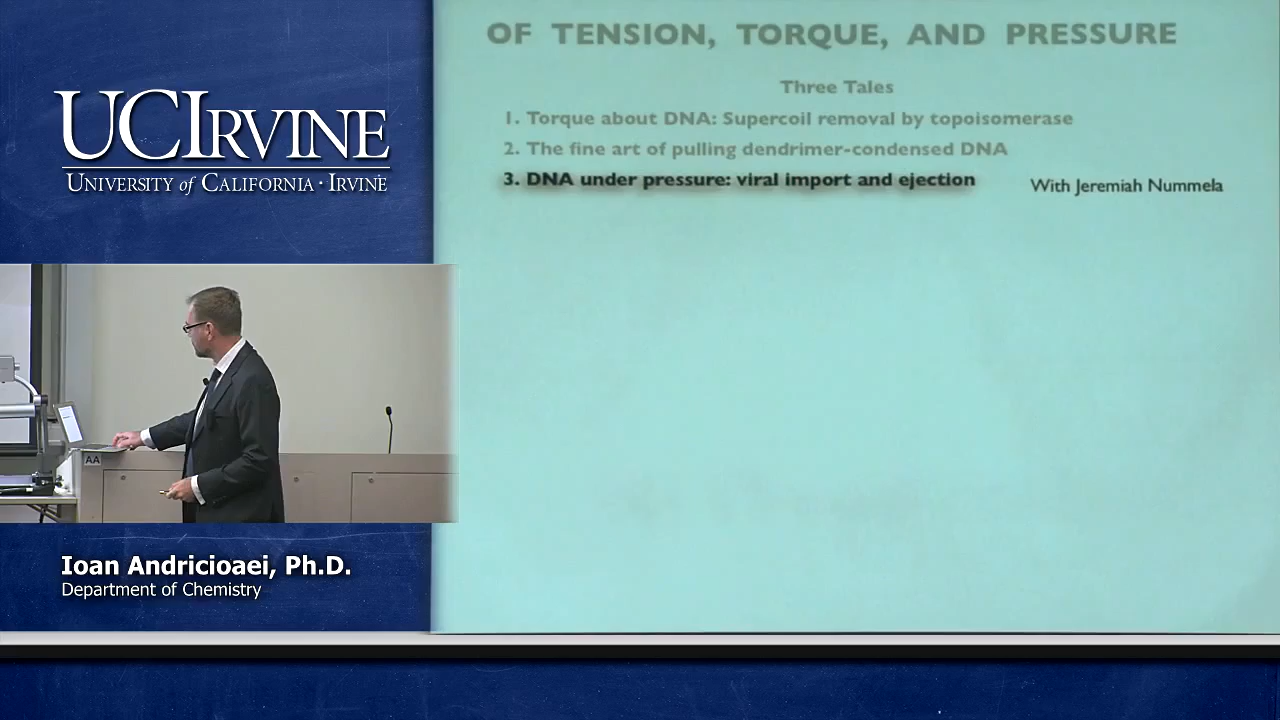 UCIRVINE
UNIVERSITY of CALIFORNIA · IRVINE
OF TENSION, TORQUE, AND PRESSURE
Three Tales
1. Torque about DNA: Supercoil removal by topoisomerase
2. The fine art of pulling dendrimer-condensed DNA
3. DNA under pressure: viral import and ejection
With Jeremiah Nummela
AA
Ioan Andricioaei, Ph.D.
Department of Chemistry